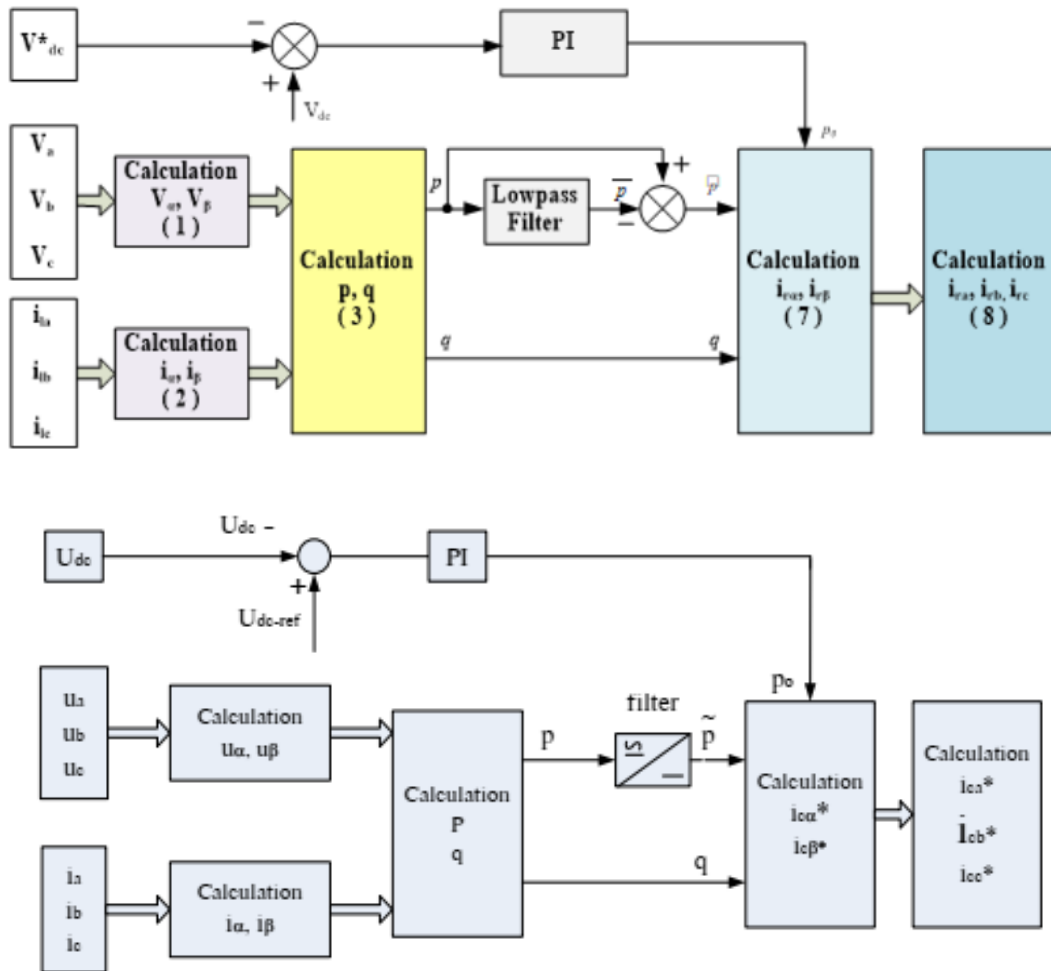 V*dc
−
+
Vdc
PI
p0
Va
Vb
Vc
Calculation
Vα, Vβ
( 1 )
ila
ilb
ilc
Calculation
iα, iβ
( 2 )
Calculation
p, q
( 3 )
p
Lowpass
Filter
p̅
+
−
p
q
q
Calculation
irα, irβ
( 7 )
Calculation
ira, irb, irc
( 8 )
Udc
Udc -
+
Udc-ref
PI
po
ua
ub
uc
Calculation
uα, uβ
ia
ib
ic
Calculation
iα, iβ
Calculation
P
q
p
filter
p̃
q
Calculation
icα*
icβ*
Calculation
ica*
icb*
icc*